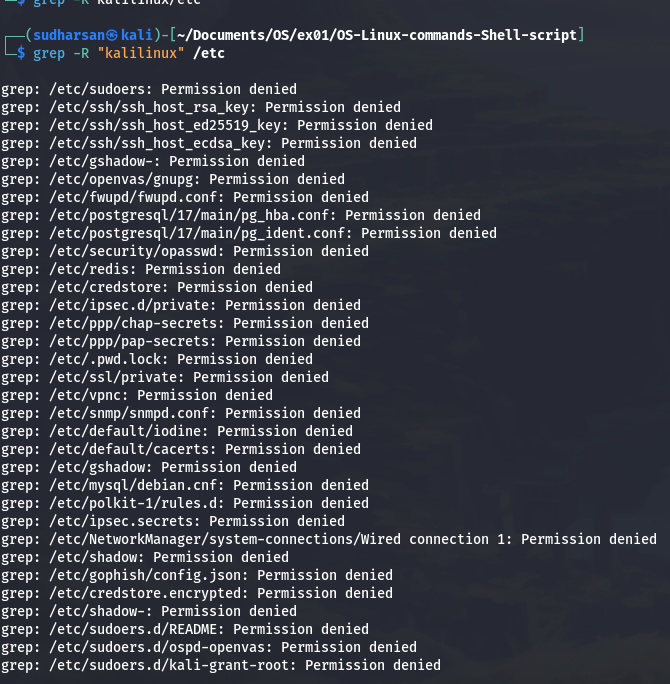 └─$ grep -R kalilinux/etc
┌──(sudharsan㉿kali)-[~/Documents/OS/ex01/OS-Linux-commands-Shell-script]
└─$ grep -R "kalilinux" /etc
grep: /etc/sudoers: Permission denied
grep: /etc/ssh/ssh_host_rsa_key: Permission denied
grep: /etc/ssh/ssh_host_ed25519_key: Permission denied
grep: /etc/ssh/ssh_host_ecdsa_key: Permission denied
grep: /etc/gshadow-: Permission denied
grep: /etc/openvas/gnupg: Permission denied
grep: /etc/fwupd/fwupd.conf: Permission denied
grep: /etc/postgresql/17/main/pg_hba.conf: Permission denied
grep: /etc/postgresql/17/main/pg_ident.conf: Permission denied
grep: /etc/security/opasswd: Permission denied
grep: /etc/redis: Permission denied
grep: /etc/credstore: Permission denied
grep: /etc/ipsec.d/private: Permission denied
grep: /etc/ppp/chap-secrets: Permission denied
grep: /etc/ppp/pap-secrets: Permission denied
grep: /etc/.pwd.lock: Permission denied
grep: /etc/ssl/private: Permission denied
grep: /etc/vpnc: Permission denied
grep: /etc/snmp/snmpd.conf: Permission denied
grep: /etc/default/iodine: Permission denied
grep: /etc/default/cacerts: Permission denied
grep: /etc/gshadow: Permission denied
grep: /etc/mysql/debian.cnf: Permission denied
grep: /etc/polkit-1/rules.d: Permission denied
grep: /etc/ipsec.secrets: Permission denied
grep: /etc/NetworkManager/system-connections/Wired connection 1: Permission denied
grep: /etc/shadow: Permission denied
grep: /etc/gophish/config.json: Permission denied
grep: /etc/credstore.encrypted: Permission denied
grep: /etc/shadow-: Permission denied
grep: /etc/sudoers.d/README: Permission denied
grep: /etc/sudoers.d/ospd-openvas: Permission denied
grep: /etc/sudoers.d/kali-grant-root: Permission denied